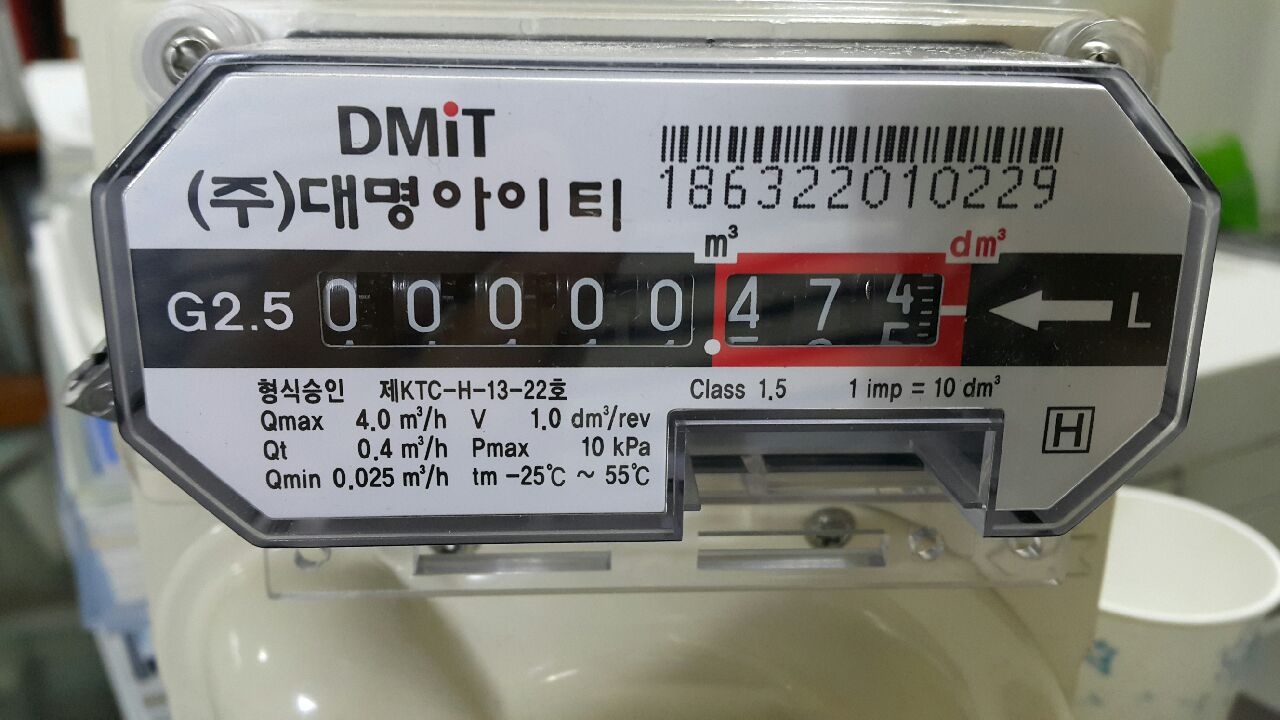 DMiT
(주)대명아이티
186322010229
m³ dm³
G2.5 00000 474 L
형식승인 제KTC-H-13-22호 Class 1.5 1 imp = 10 dm³
Qmax 4.0 m³/h V 1.0 dm³/rev
Qt 0.4 m³/h Pmax 10 kPa
Qmin 0.025 m³/h tm -25℃ ~ 55℃
H